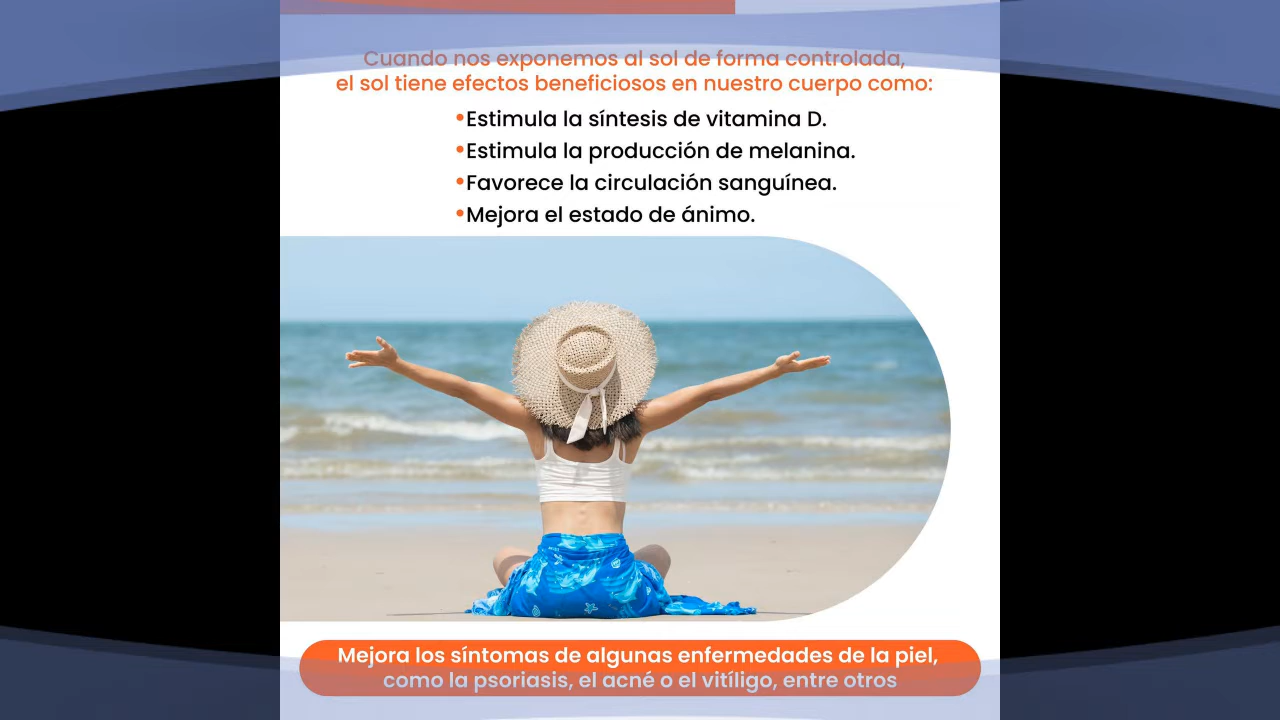 Cuando nos exponemos al sol de forma controlada,
el sol tiene efectos beneficiosos en nuestro cuerpo como:
•Estimula la síntesis de vitamina D.
•Estimula la producción de melanina.
•Favorece la circulación sanguínea.
•Mejora el estado de ánimo.
Mejora los síntomas de algunas enfermedades de la piel,
como la psoriasis, el acné o el vitíligo, entre otros